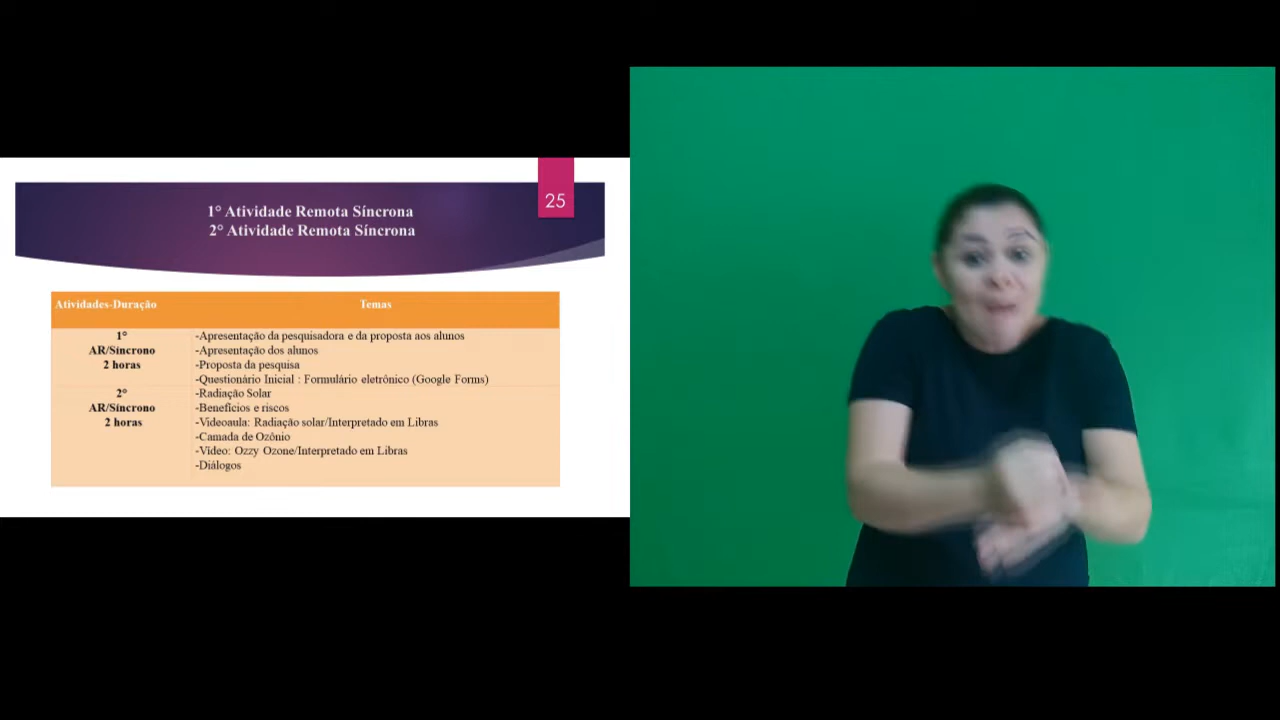 25
1° Atividade Remota Síncrona
2° Atividade Remota Síncrona
Atividades-Duração Temas
1° -Apresentação da pesquisadora e da proposta aos alunos
AR/Síncrono -Apresentação dos alunos
2 horas -Proposta da pesquisa
-Questionário Inicial : Formulário eletrônico (Google Forms)
2° -Radiação Solar
AR/Síncrono -Benefícios e riscos
2 horas -Videoaula: Radiação solar/Interpretado em Libras
-Camada de Ozônio
-Vídeo: Ozzy Ozone/Interpretado em Libras
-Diálogos